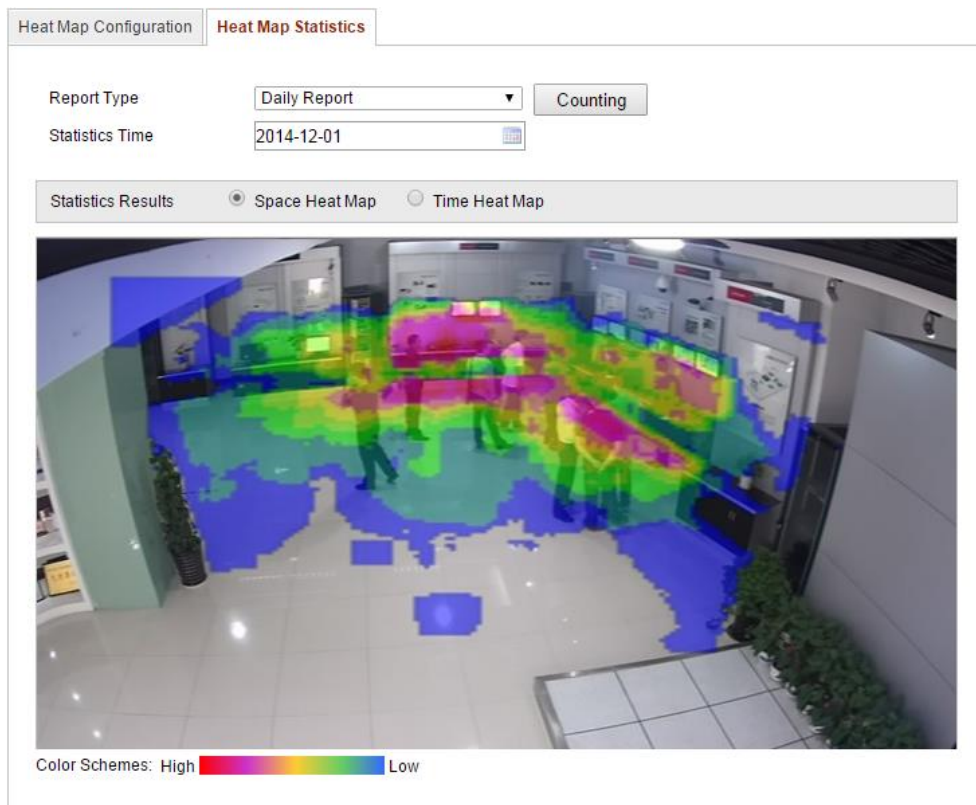 Heat Map Configuration
Heat Map Statistics
Report Type
Daily Report
Counting
Statistics Time
2014-12-01
Statistics Results
Space Heat Map
Time Heat Map
Color Schemes: High
Low